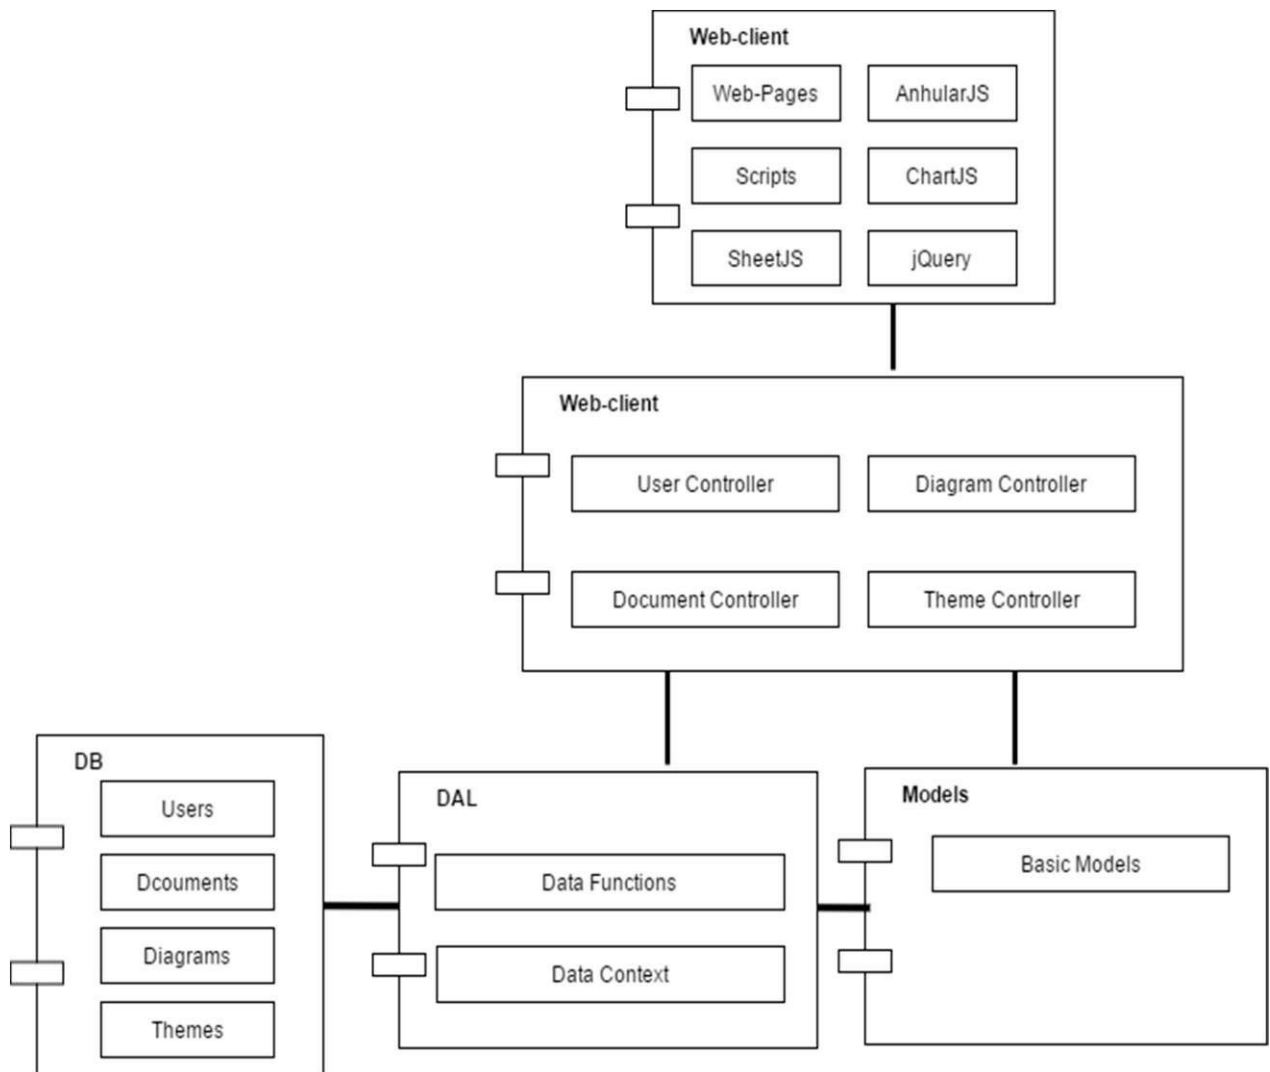 Web-client
Web-Pages
AnhularJS
Scripts
ChartJS
SheetJS
jQuery
Web-client
User Controller
Diagram Controller
Document Controller
Theme Controller
DB
Users
Dcouments
Diagrams
Themes
DAL
Data Functions
Data Context
Models
Basic Models